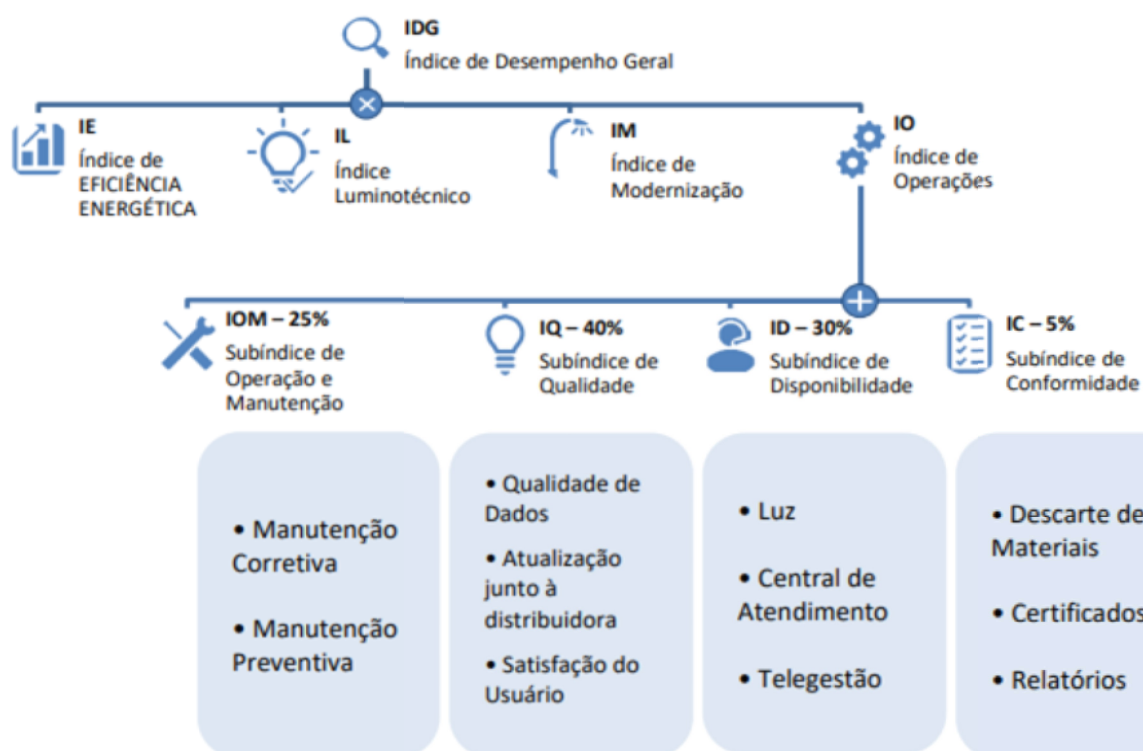 IDG
Índice de Desempenho Geral
IE
Índice de
EFICIÊNCIA
ENERGÉTICA
IL
Índice
Luminotécnico
IM
Índice de
Modernização
IO
Índice de
Operações
IOM – 25%
Subíndice de
Operação e
Manutenção
IQ – 40%
Subíndice de
Qualidade
ID – 30%
Subíndice de
Disponibilidade
IC – 5%
Subíndice de
Conformidade
• Manutenção
Corretiva
• Manutenção
Preventiva
• Qualidade de
Dados
• Atualização
junto à
distribuidora
• Satisfação do
Usuário
• Luz
• Central de
Atendimento
• Telegestão
• Descarte de
Materiais
• Certificados
• Relatórios